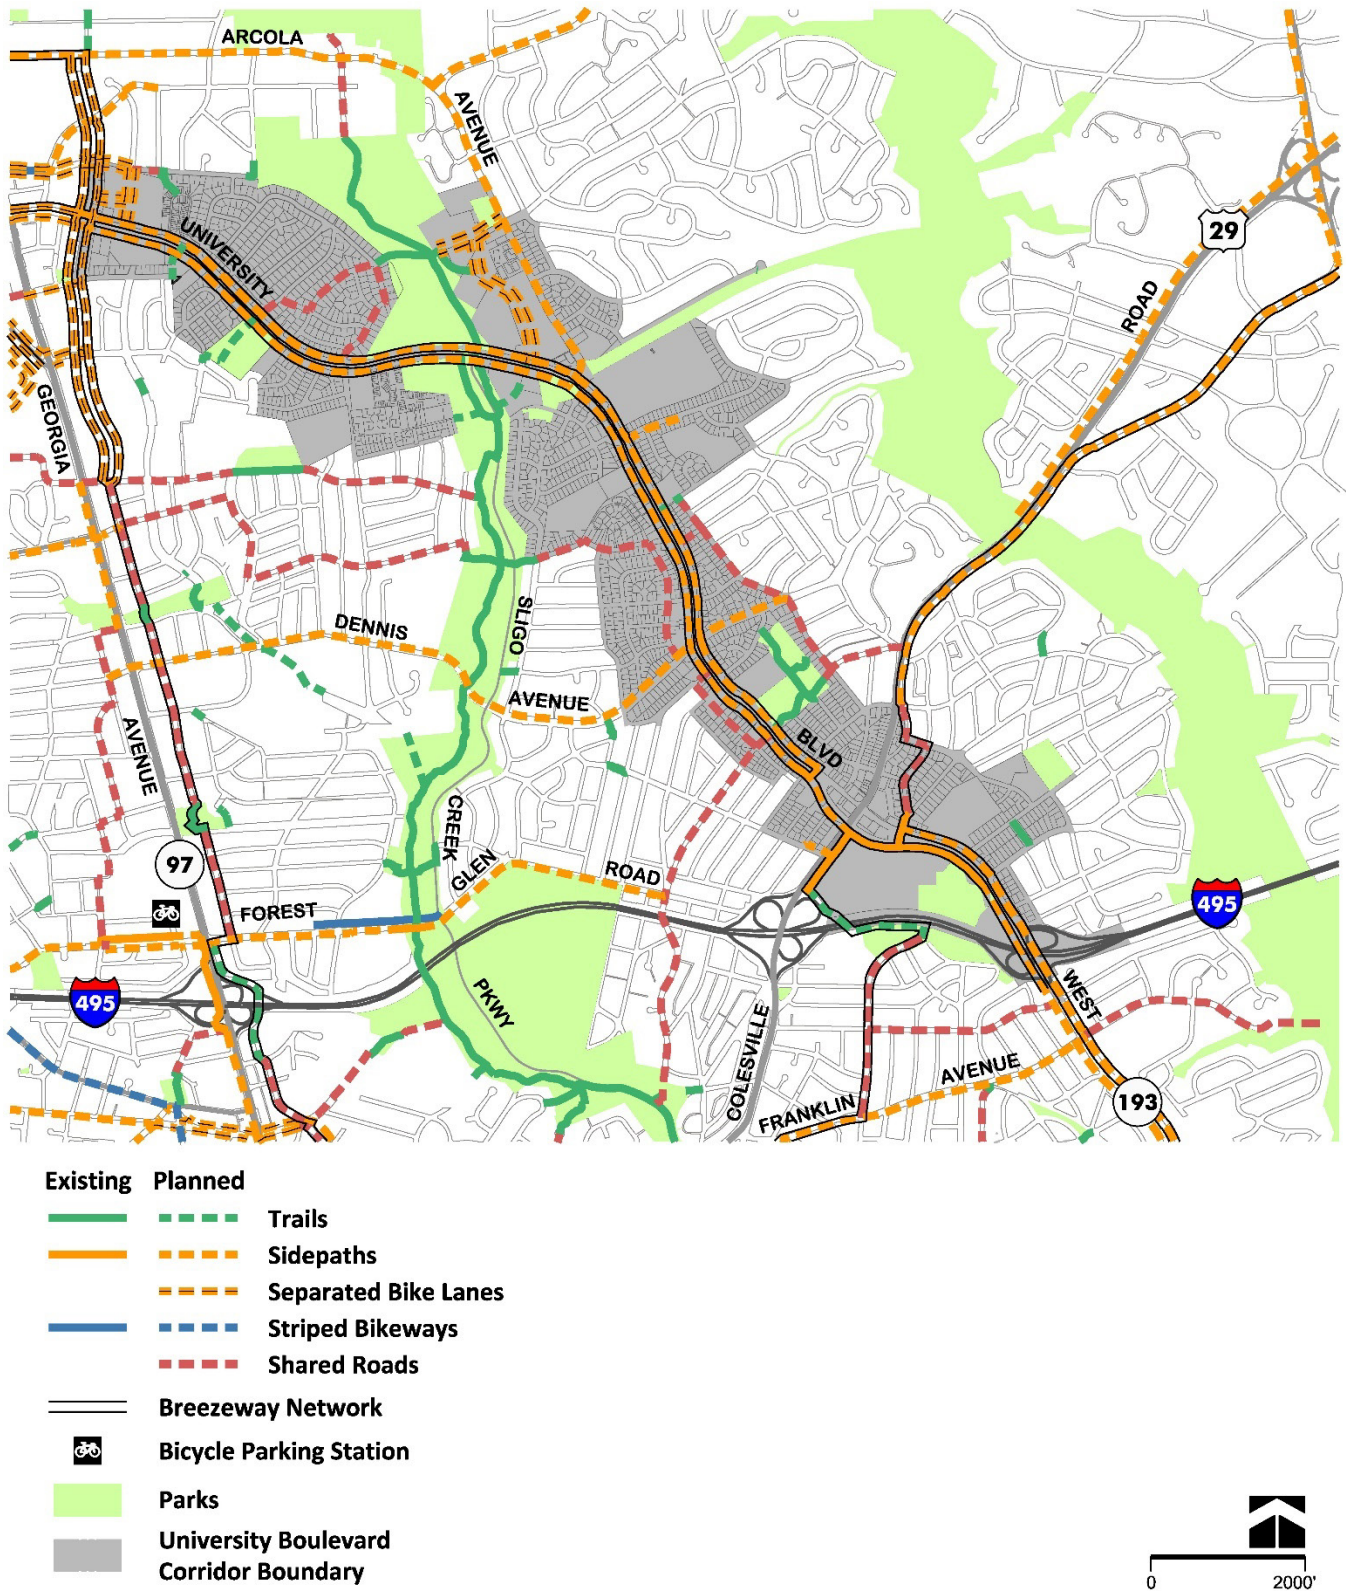 ARCOLA
AVENUE
29
UNIVERSITY
ROAD
GEORGIA
SLIGO
DENNIS
AVENUE
AVENUE
BLVD
CREEK
GLEN
ROAD
97
FOREST
495
495
PKWY
WEST
COLESVILLE
AVENUE
FRANKLIN
193
Existing Planned
Trails
Sidepaths
Separated Bike Lanes
Striped Bikeways
Shared Roads
Breezeway Network
Bicycle Parking Station
Parks
University Boulevard
Corridor Boundary
0 2000'